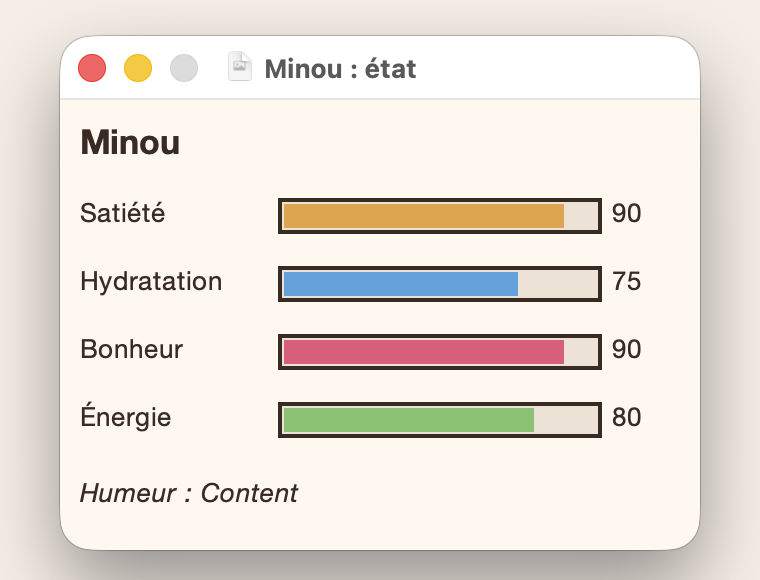 Minou : état
Minou
Satiété 90
Hydratation 75
Bonheur 90
Énergie 80
Humeur : Content